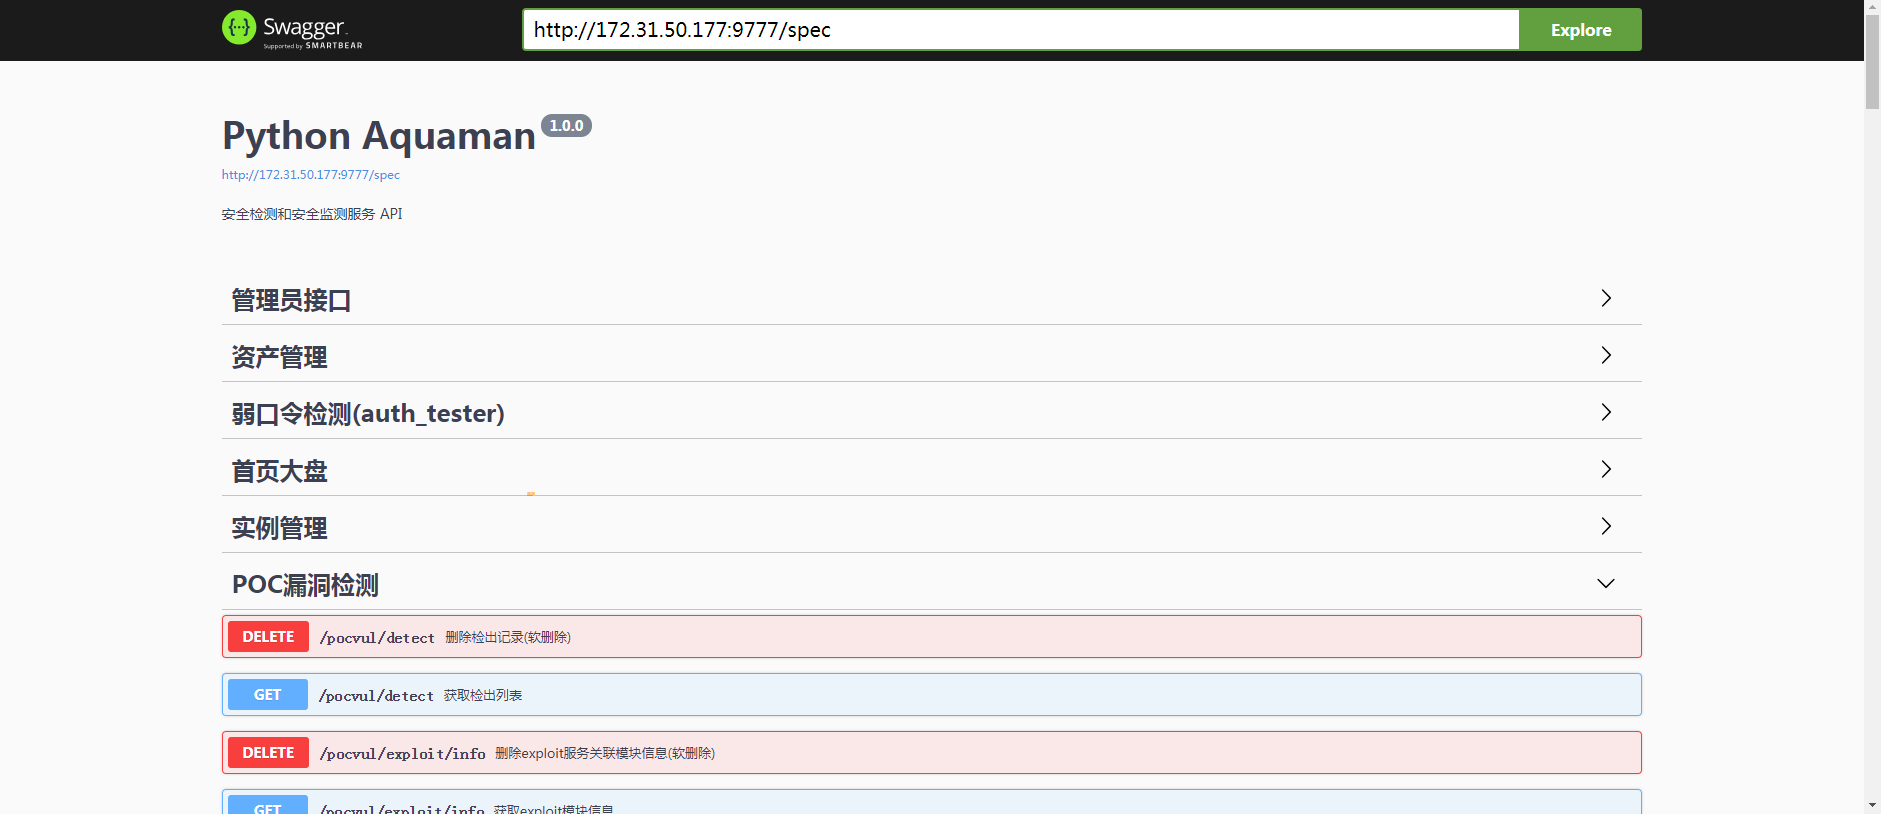 Swagger
Supported by SMARTBEAR
http://172.31.50.177:9777/spec
Explore
Python Aquaman 1.0.0
http://172.31.50.177:9777/spec
安全检测和安全监测服务 API
管理员接口
资产管理
弱口令检测(auth_tester)
首页大盘
实例管理
POC漏洞检测
DELETE /pocvul/detect 删除检出记录(软删除)
GET /pocvul/detect 获取检出列表
DELETE /pocvul/exploit/info 删除exploit服务关联模块信息(软删除)
GET /pocvul/exploit/info 获取exploit模块信息